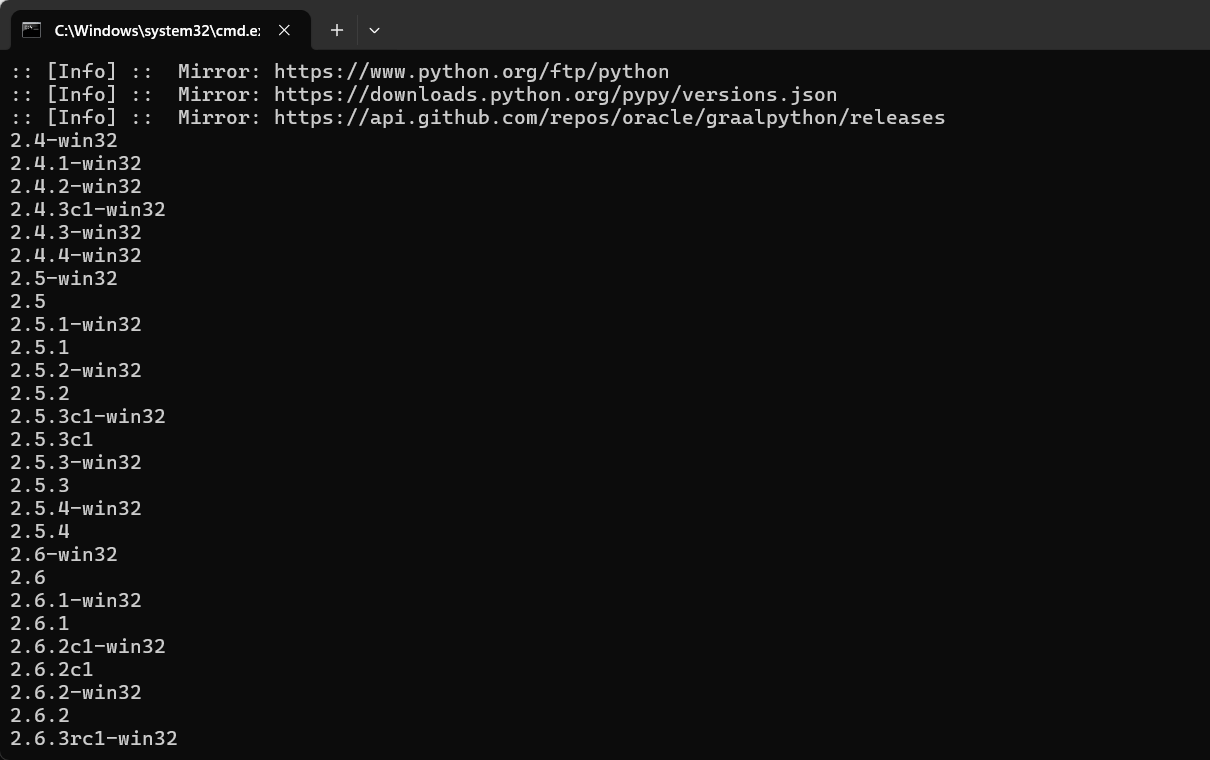 C:\Windows\system32\cmd.e
:: [Info] ::  Mirror: https://www.python.org/ftp/python
:: [Info] ::  Mirror: https://downloads.python.org/pypy/versions.json
:: [Info] ::  Mirror: https://api.github.com/repos/oracle/graalpython/releases
2.4-win32
2.4.1-win32
2.4.2-win32
2.4.3c1-win32
2.4.3-win32
2.4.4-win32
2.5-win32
2.5
2.5.1-win32
2.5.1
2.5.2-win32
2.5.2
2.5.3c1-win32
2.5.3c1
2.5.3-win32
2.5.3
2.5.4-win32
2.5.4
2.6-win32
2.6
2.6.1-win32
2.6.1
2.6.2c1-win32
2.6.2c1
2.6.2-win32
2.6.2
2.6.3rc1-win32